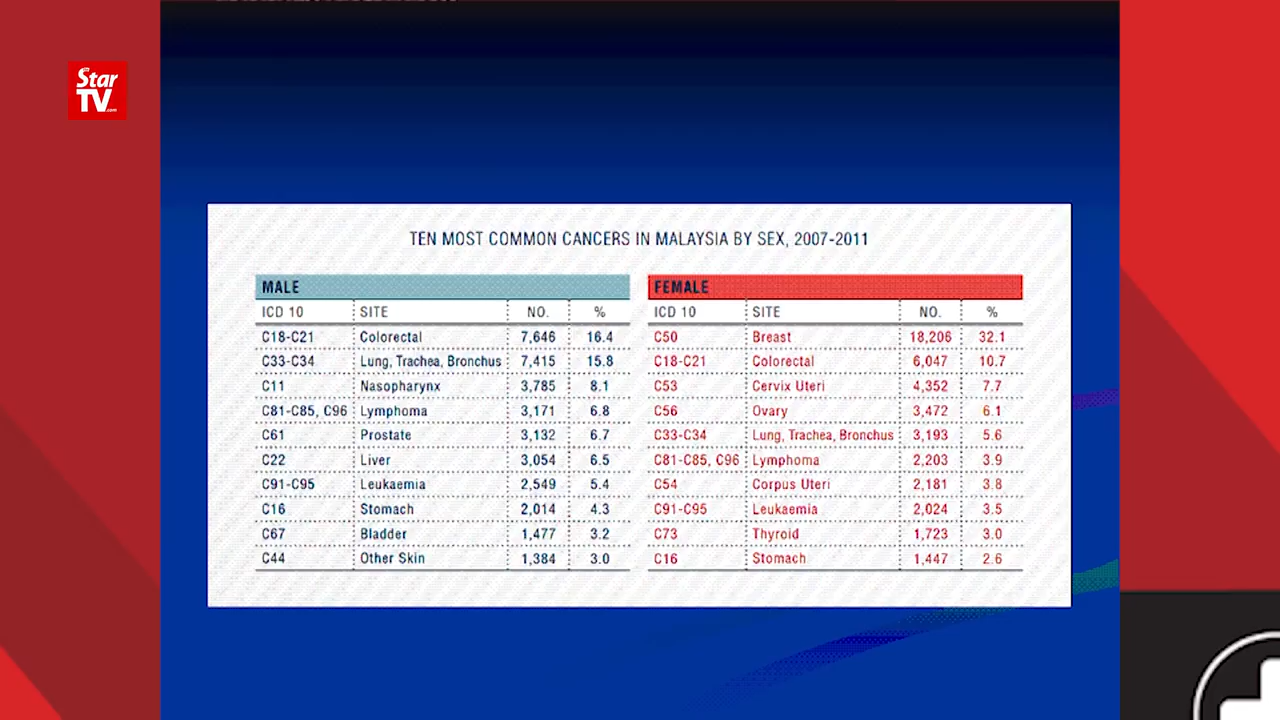 Star
TV.com
TEN MOST COMMON CANCERS IN MALAYSIA BY SEX, 2007-2011
MALE
ICD 10 SITE NO. %
C18-C21 Colorectal 7,646 16.4
C33-C34 Lung, Trachea, Bronchus 7,415 15.8
C11 Nasopharynx 3,785 8.1
C81-C85, C96 Lymphoma 3,171 6.8
C61 Prostate 3,132 6.7
C22 Liver 3,054 6.5
C91-C95 Leukaemia 2,549 5.4
C16 Stomach 2,014 4.3
C67 Bladder 1,477 3.2
C44 Other Skin 1,384 3.0
FEMALE
ICD 10 SITE NO. %
C50 Breast 18,206 32.1
C18-C21 Colorectal 6,047 10.7
C53 Cervix Uteri 4,352 7.7
C56 Ovary 3,472 6.1
C33-C34 Lung, Trachea, Bronchus 3,193 5.6
C81-C85, C96 Lymphoma 2,203 3.9
C54 Corpus Uteri 2,181 3.8
C91-C95 Leukaemia 2,024 3.5
C73 Thyroid 1,723 3.0
C16 Stomach 1,447 2.6